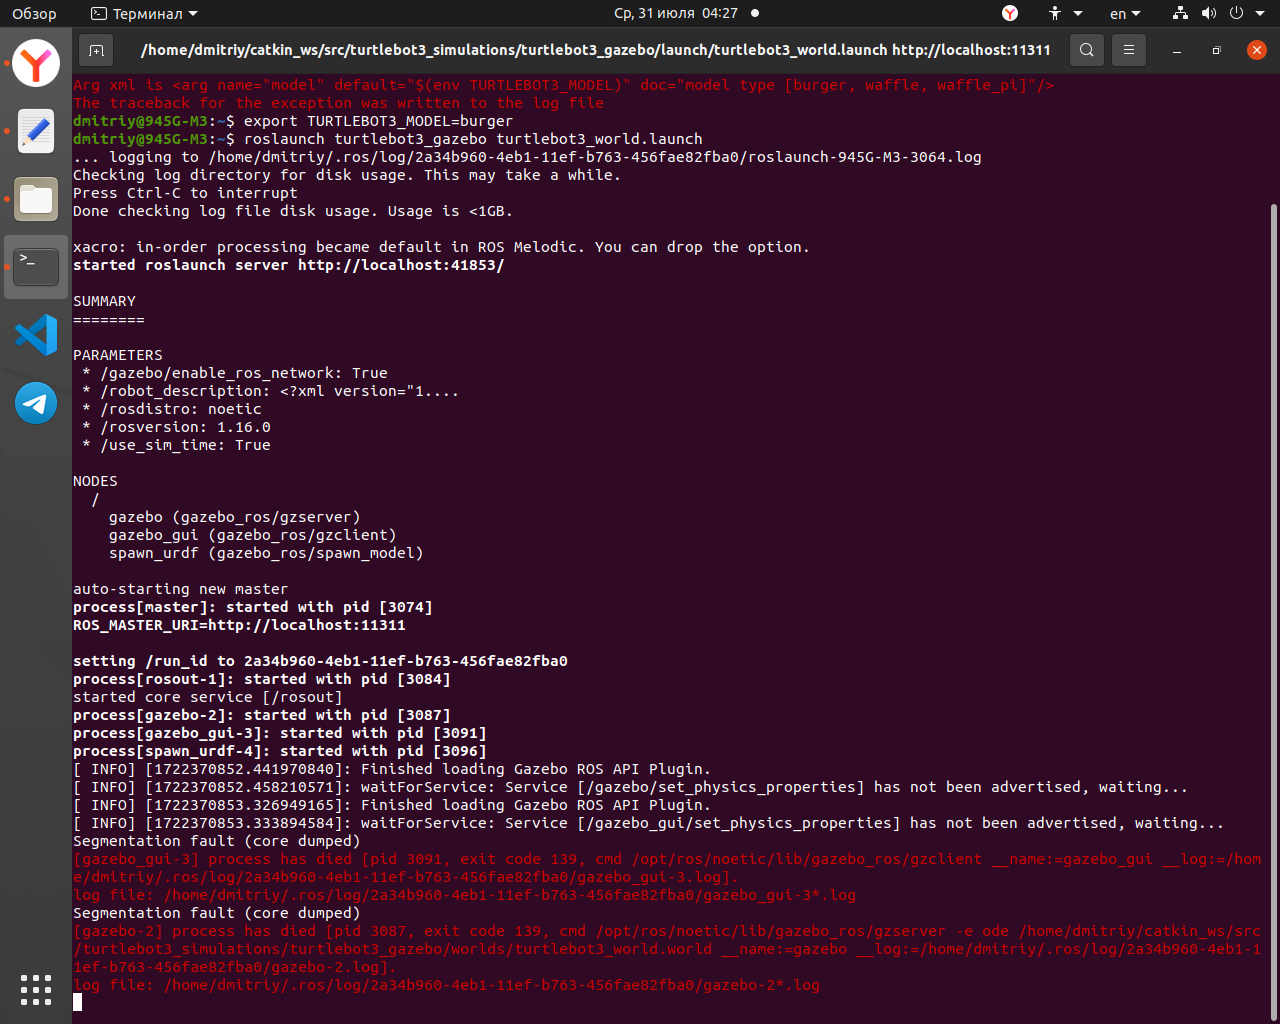 Обзор
Терминал
Ср, 31 июля 04:27
en
/home/dmitriy/catkin_ws/src/turtlebot3_simulations/turtlebot3_gazebo/launch/turtlebot3_world.launch http://localhost:11311
Arg xml is <arg name="model" default="$(env TURTLEBOT3_MODEL)" doc="model type [burger, waffle, waffle_pi]"/>
The traceback for the exception was written to the log file
dmitriy@945G-M3:~$ export TURTLEBOT3_MODEL=burger
dmitriy@945G-M3:~$ roslaunch turtlebot3_gazebo turtlebot3_world.launch
... logging to /home/dmitriy/.ros/log/2a34b960-4eb1-11ef-b763-456fae82fba0/roslaunch-945G-M3-3064.log
Checking log directory for disk usage. This may take a while.
Press Ctrl-C to interrupt
Done checking log file disk usage. Usage is <1GB.
xacro: in-order processing became default in ROS Melodic. You can drop the option.
started roslaunch server http://localhost:41853/
SUMMARY
========
PARAMETERS
* /gazebo/enable_ros_network: True
* /robot_description: <?xml version="1....
* /rosdistro: noetic
* /rosversion: 1.16.0
* /use_sim_time: True
NODES
/
gazebo (gazebo_ros/gzserver)
gazebo_gui (gazebo_ros/gzclient)
spawn_urdf (gazebo_ros/spawn_model)
auto-starting new master
process[master]: started with pid [3074]
ROS_MASTER_URI=http://localhost:11311
setting /run_id to 2a34b960-4eb1-11ef-b763-456fae82fba0
process[rosout-1]: started with pid [3084]
started core service [/rosout]
process[gazebo-2]: started with pid [3087]
process[gazebo_gui-3]: started with pid [3091]
process[spawn_urdf-4]: started with pid [3096]
[ INFO] [1722370852.441970840]: Finished loading Gazebo ROS API Plugin.
[ INFO] [1722370852.458210571]: waitForService: Service [/gazebo/set_physics_properties] has not been advertised, waiting...
[ INFO] [1722370853.326949165]: Finished loading Gazebo ROS API Plugin.
[ INFO] [1722370853.333894584]: waitForService: Service [/gazebo_gui/set_physics_properties] has not been advertised, waiting...
Segmentation fault (core dumped)
[gazebo_gui-3] process has died [pid 3091, exit code 139, cmd /opt/ros/noetic/lib/gazebo_ros/gzclient __name:=gazebo_gui __log:=/hom
e/dmitriy/.ros/log/2a34b960-4eb1-11ef-b763-456fae82fba0/gazebo_gui-3.log].
log file: /home/dmitriy/.ros/log/2a34b960-4eb1-11ef-b763-456fae82fba0/gazebo_gui-3*.log
Segmentation fault (core dumped)
[gazebo-2] process has died [pid 3087, exit code 139, cmd /opt/ros/noetic/lib/gazebo_ros/gzserver -e ode /home/dmitriy/catkin_ws/src
/turtlebot3_simulations/turtlebot3_gazebo/worlds/turtlebot3_world.world __name:=gazebo __log:=/home/dmitriy/.ros/log/2a34b960-4eb1-1
1ef-b763-456fae82fba0/gazebo-2.log].
log file: /home/dmitriy/.ros/log/2a34b960-4eb1-11ef-b763-456fae82fba0/gazebo-2*.log